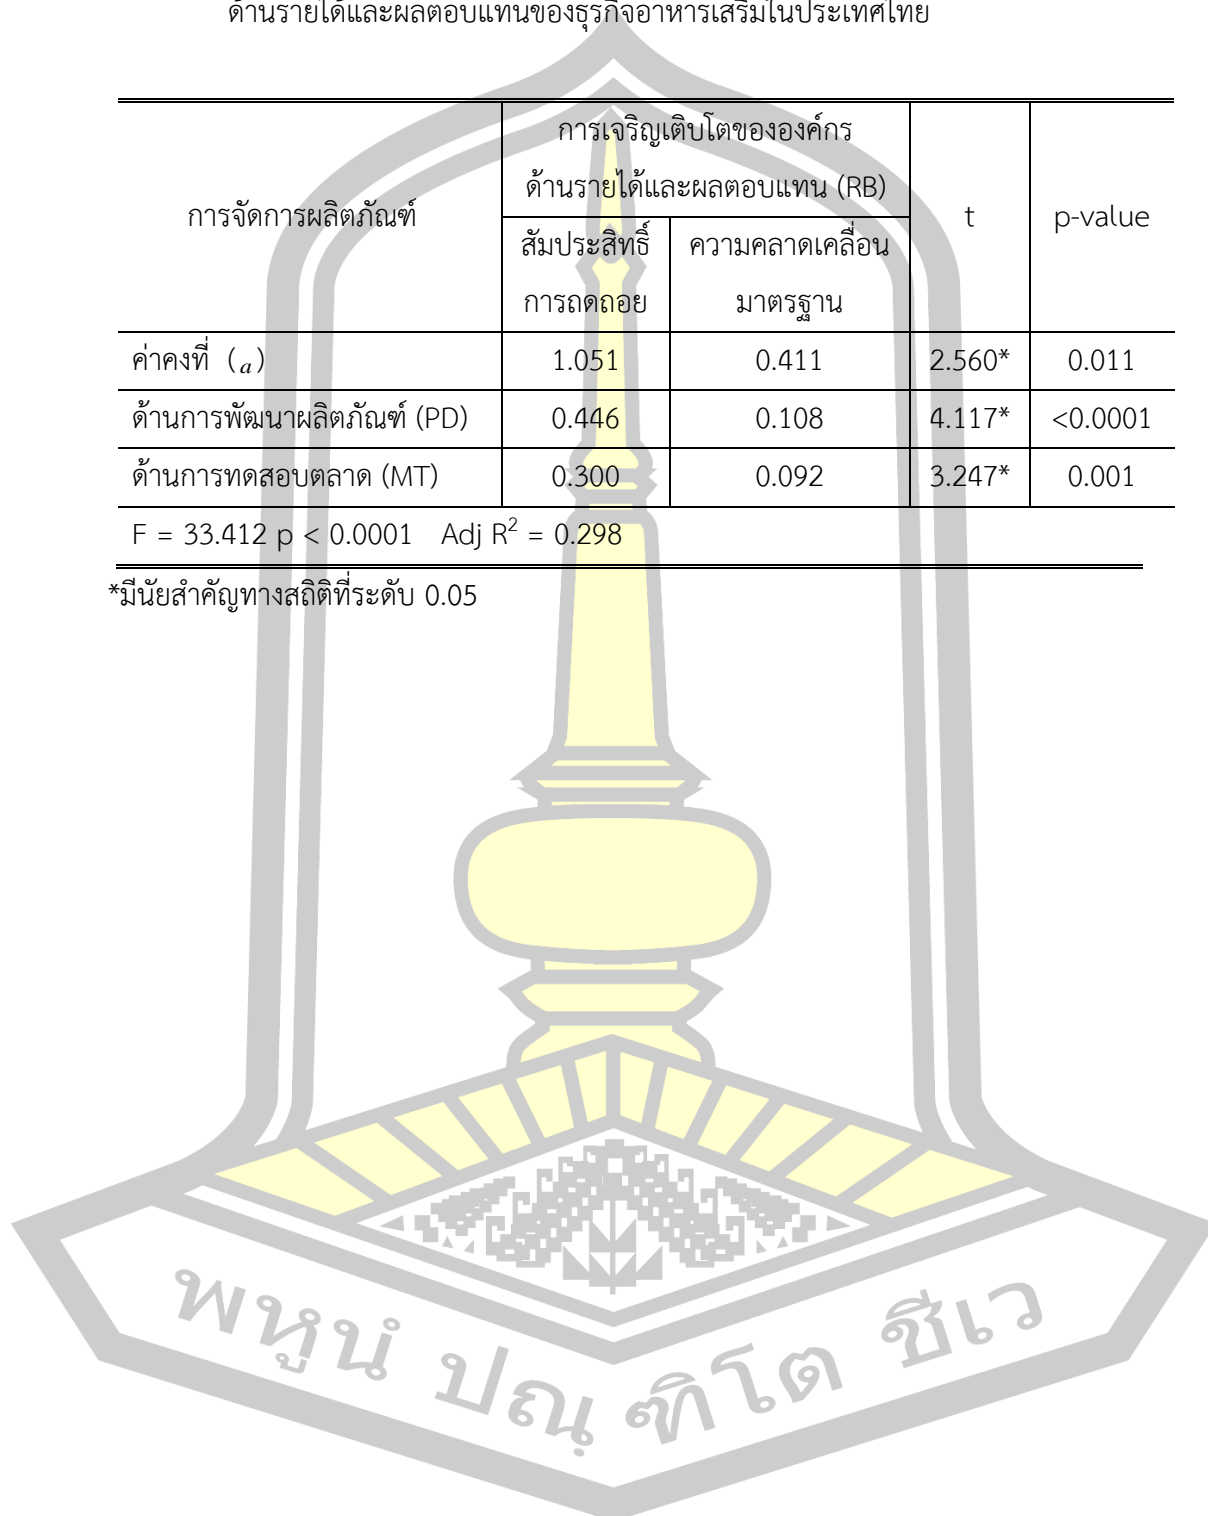 ด้านรายได้และผลตอบแทนของธุรกิจอาหารเสริมในประเทศไทย
การจัดการผลิตภัณฑ์
การเจริญเติบโตขององค์กร
ด้านรายได้และผลตอบแทน (RB)
t
p-value
สัมประสิทธิ์
การถดถอย
ความคลาดเคลื่อน
มาตรฐาน
ค่าคงที่ (a) 1.051 0.411 2.560* 0.011
ด้านการพัฒนาผลิตภัณฑ์ (PD) 0.446 0.108 4.117* <0.0001
ด้านการทดสอบตลาด (MT) 0.300 0.092 3.247* 0.001
F = 33.412 p < 0.0001 Adj R² = 0.298
*มีนัยสำคัญทางสถิติที่ระดับ 0.05
พหูนํ ปณฺฑิโต ชีเว